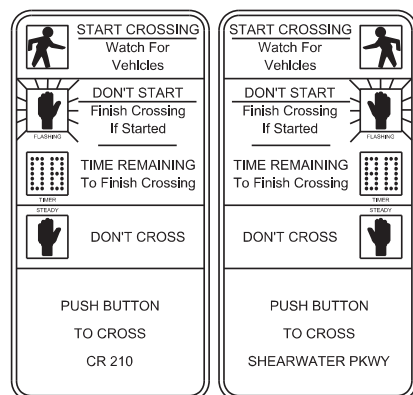 START CROSSING
Watch For
Vehicles
DON'T START
Finish Crossing
If Started
FLASHING
TIME REMAINING
To Finish Crossing
TIMER
STEADY
DON'T CROSS
PUSH BUTTON
TO CROSS
CR 210
START CROSSING
Watch For
Vehicles
DON'T START
Finish Crossing
If Started
FLASHING
TIME REMAINING
To Finish Crossing
TIMER
STEADY
DON'T CROSS
PUSH BUTTON
TO CROSS
SHEARWATER PKWY